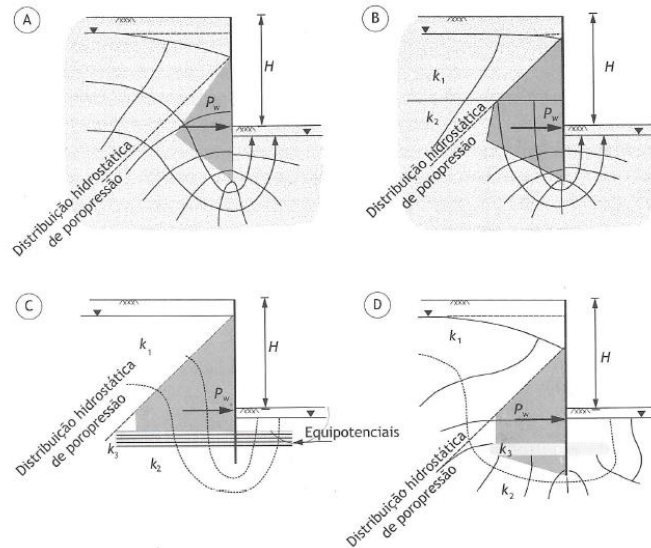 A
H
P_w
Distribuição hidrostática
de poropressão
B
H
k_1
k_2
P_w
Distribuição hidrostática
de poropressão
C
H
k_1
P_w
Distribuição hidrostática
de poropressão
Equipotenciais
k_3
k_2
D
H
k_1
P_w
k_3
k_2
Distribuição hidrostática
de poropressão